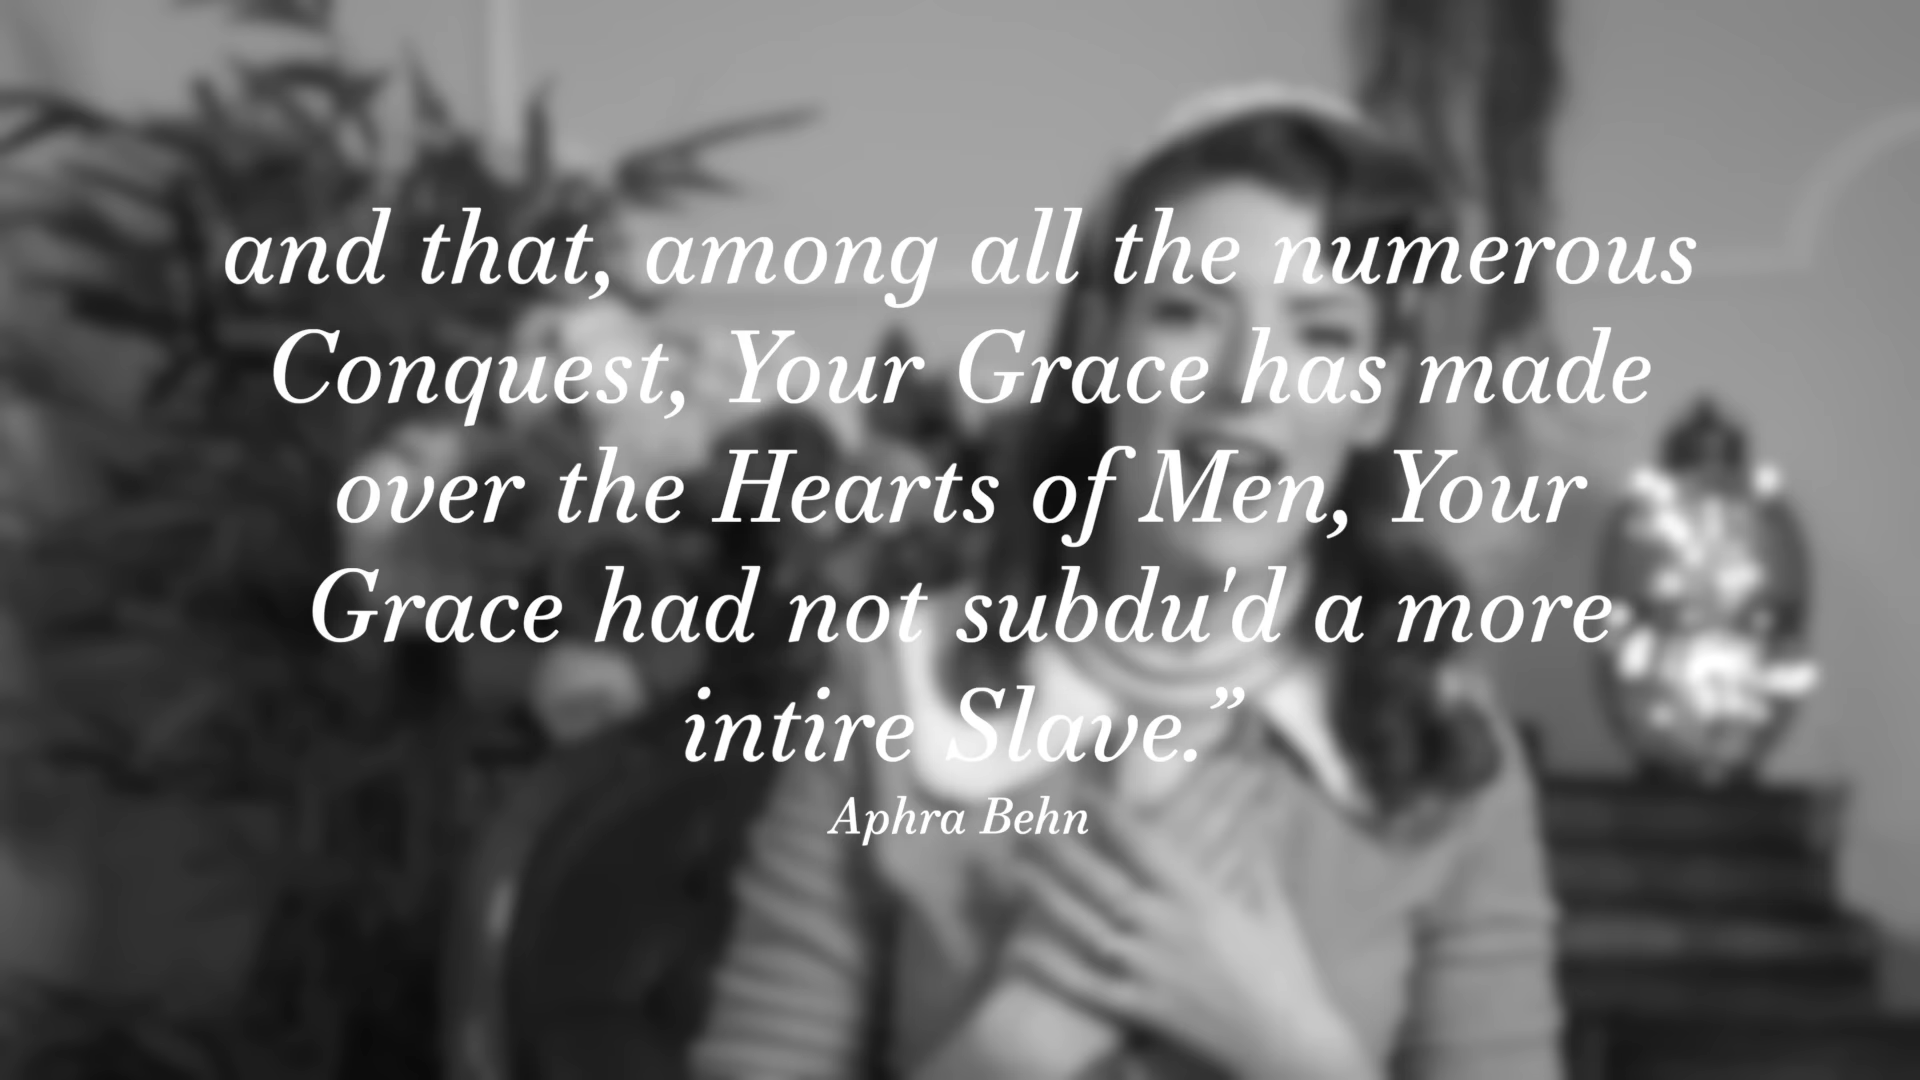 and that, among all the numerous
Conquest, Your Grace has made
over the Hearts of Men, Your
Grace had not subdu'd a more
intire Slave.”
Aphra Behn